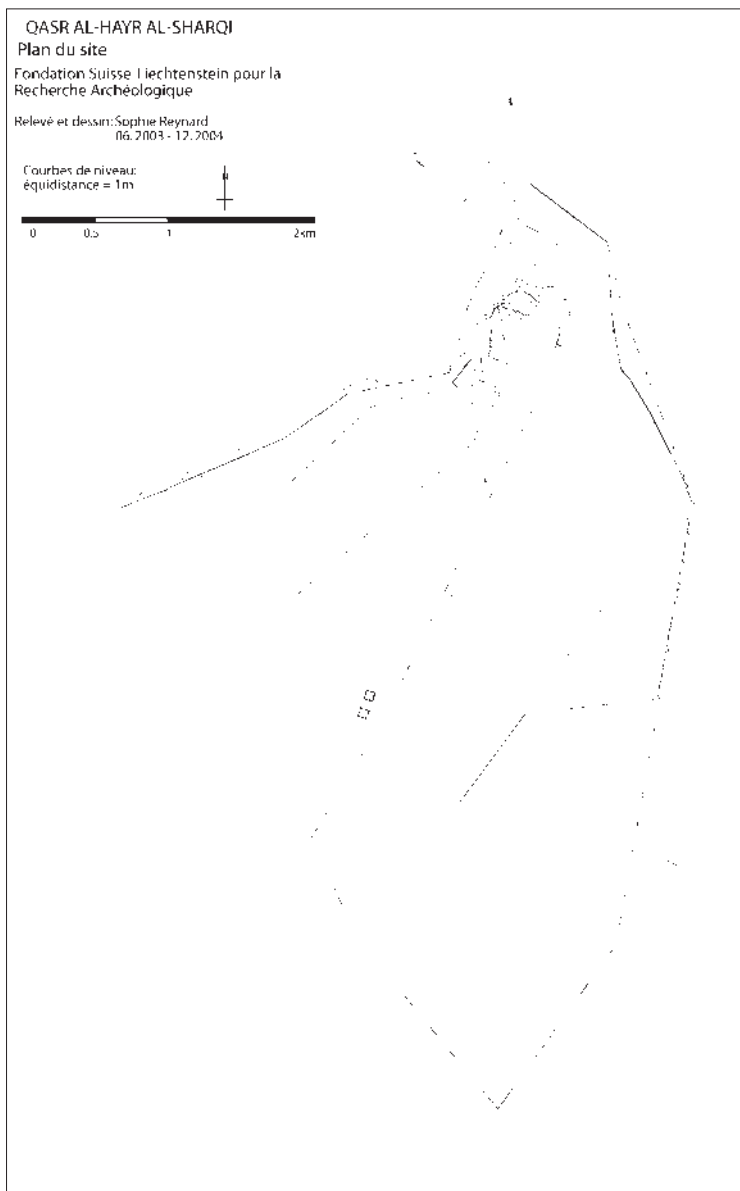 QASR AL-HAYR AL-SHARQI
Plan du site
Fondation Suisse-Liechtenstein pour la
Recherche Archéologique
Relevé et dessin: Sophie Reynard
06.2003 - 12.2004
Courbes de niveau:
équidistance = 1m
N
0 0.5 1 2km